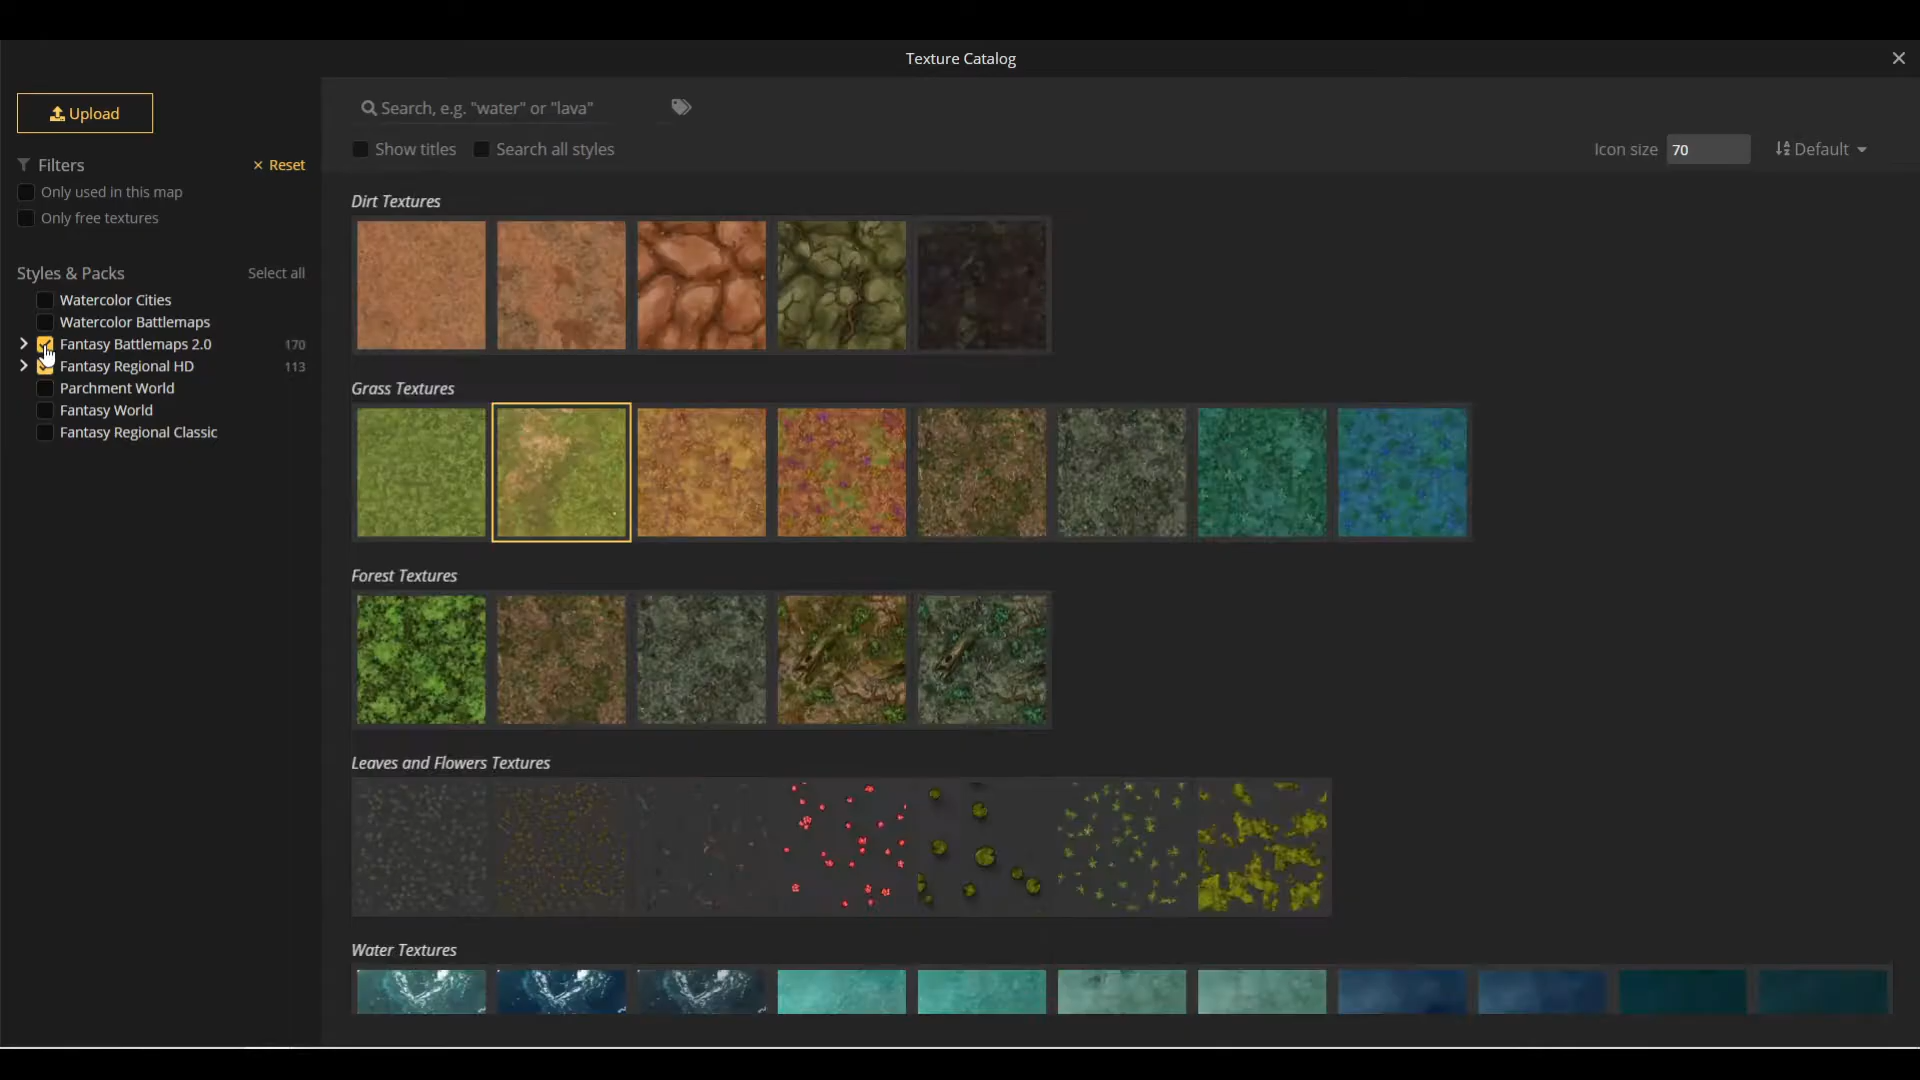 Texture Catalog
Upload
Filters
Reset
Only used in this map
Only free textures
Styles & Packs
Select all
Watercolor Cities
Watercolor Battlemaps
Fantasy Battlemaps 2.0
170
Fantasy Regional HD
113
Parchment World
Fantasy World
Fantasy Regional Classic
Search, e.g. "water" or "lava"
Show titles
Search all styles
Icon size
70
Default
Dirt Textures
Grass Textures
Forest Textures
Leaves and Flowers Textures
Water Textures